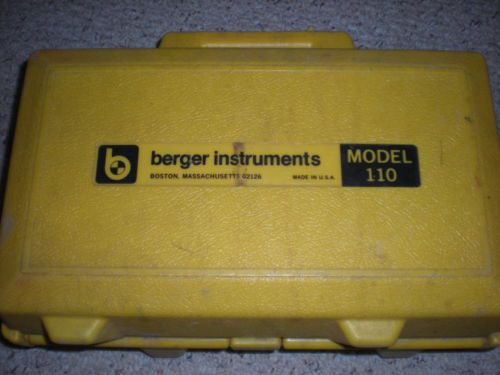 b berger instruments MODEL 110
BOSTON, MASSACHUSETTS 02126 MADE IN U.S.A.